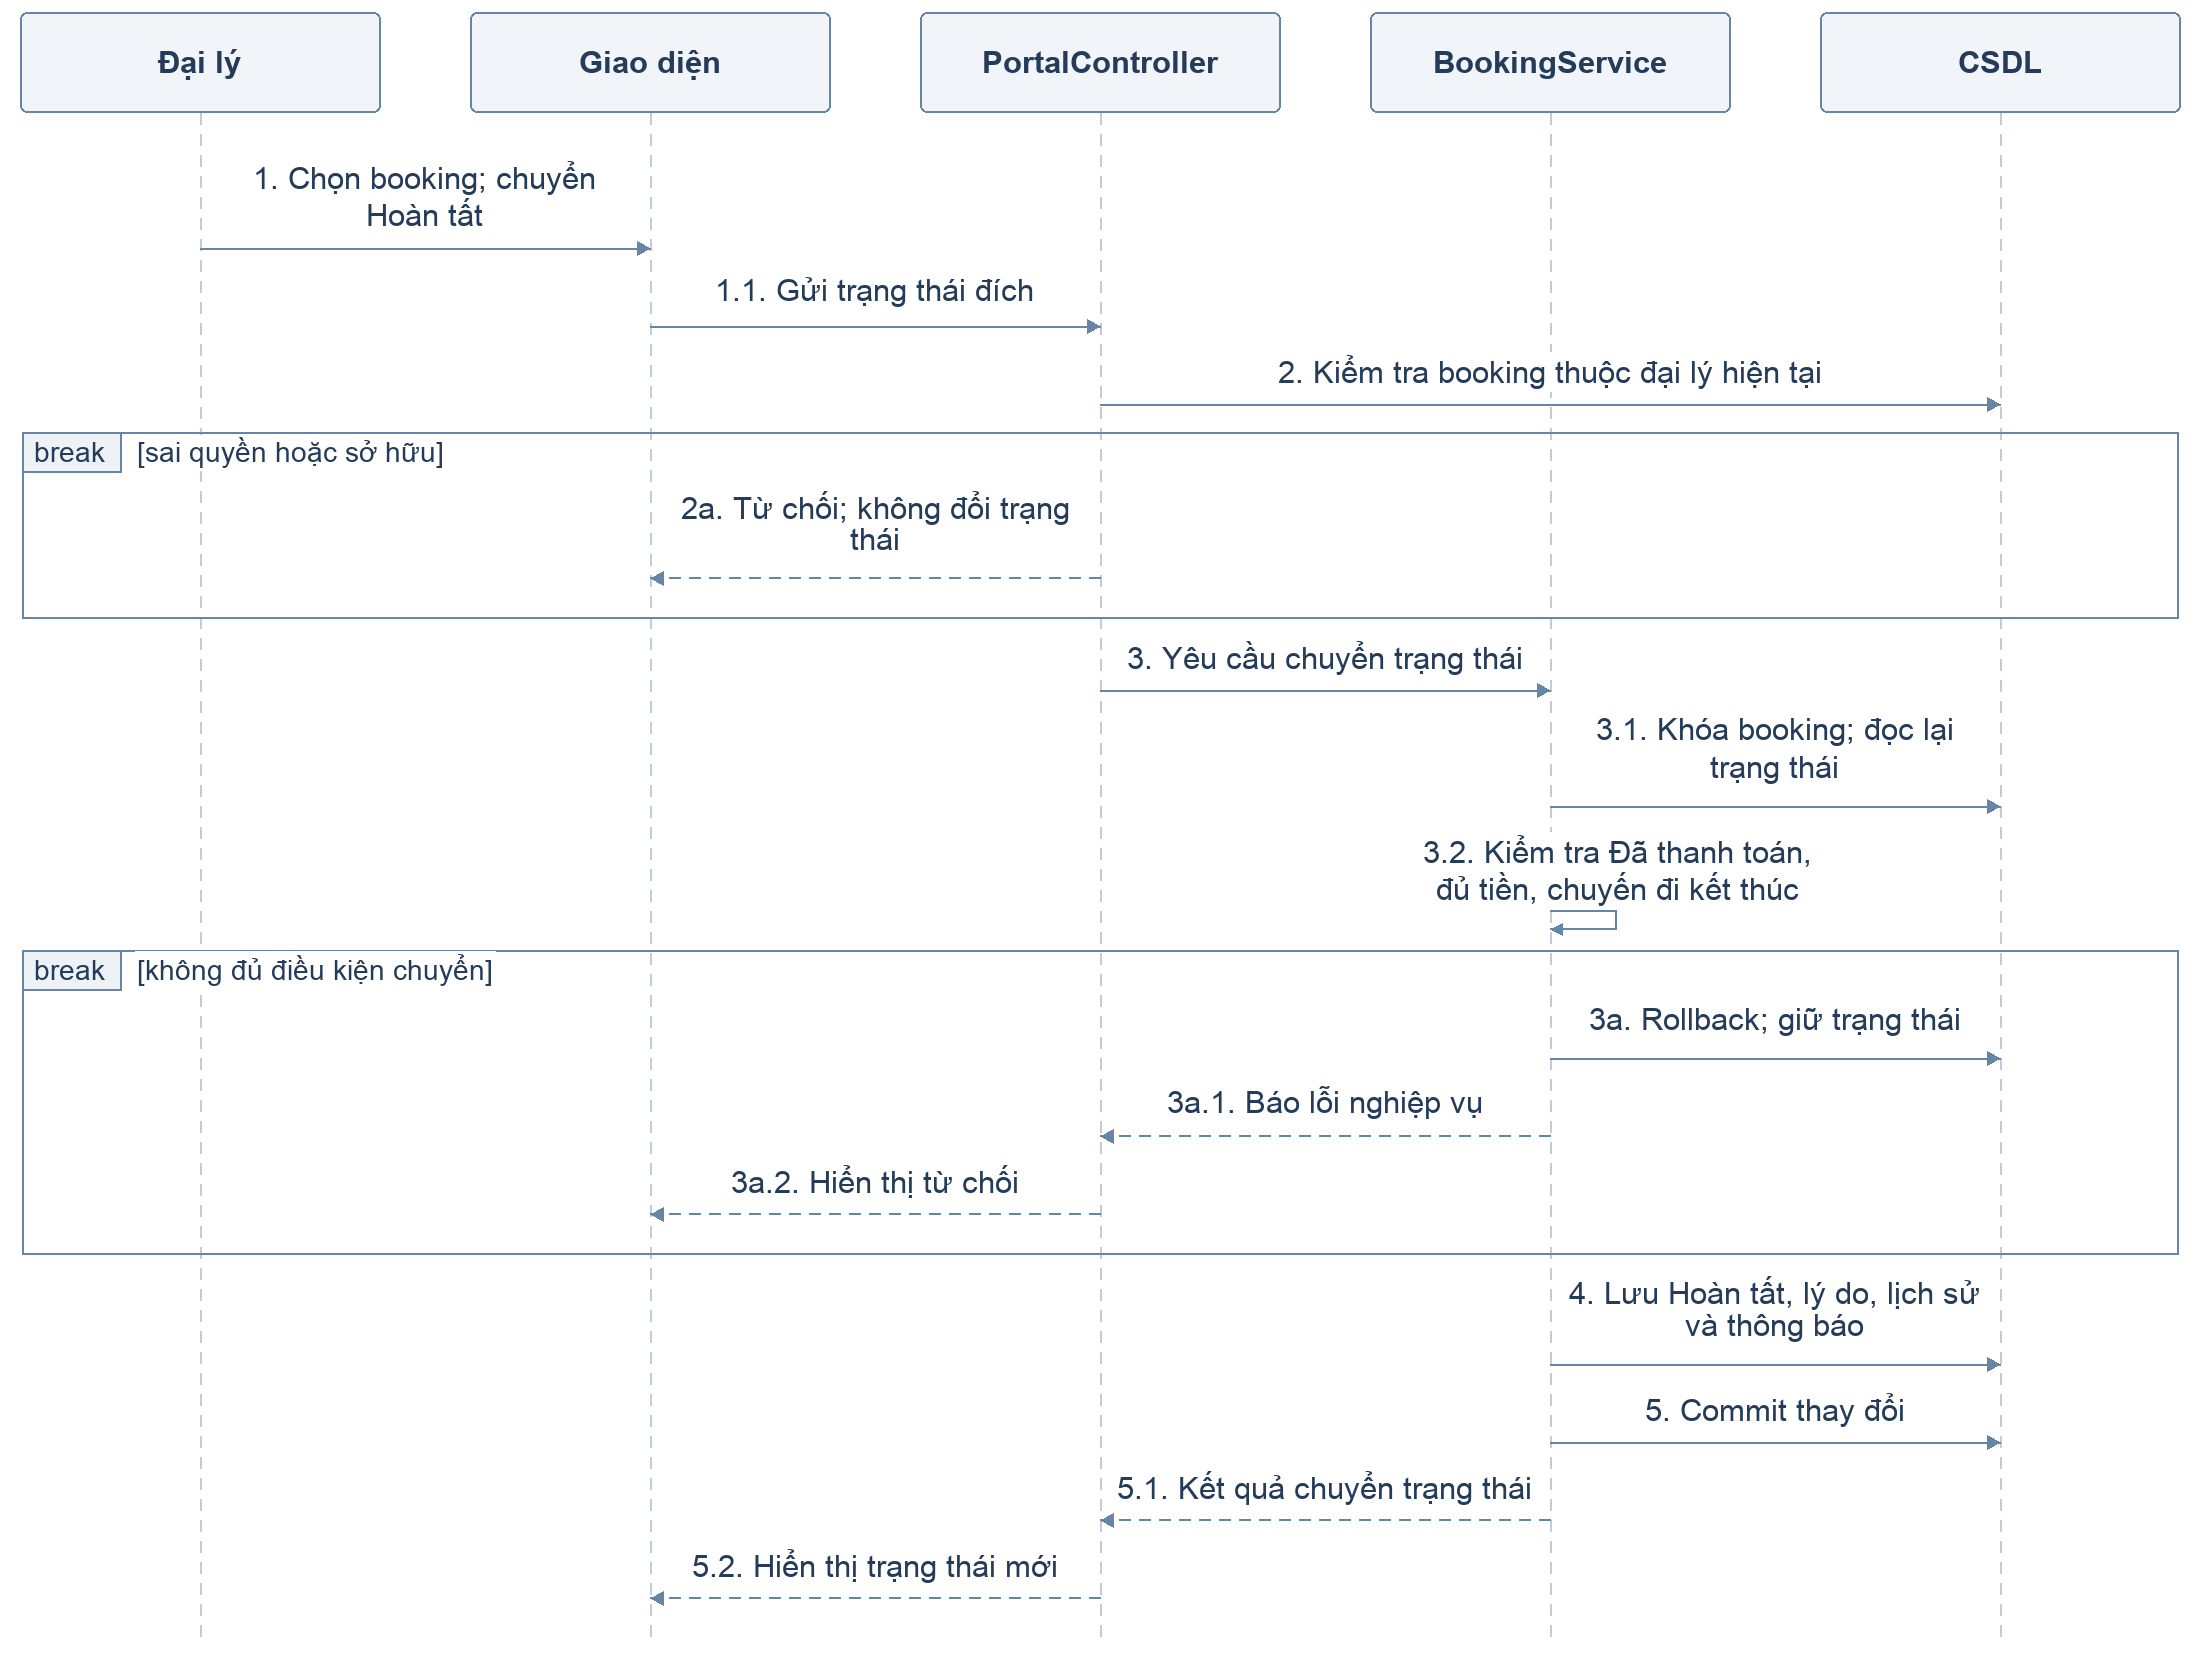 Đại lý
Giao diện
PortalController
BookingService
CSDL
1. Chọn booking; chuyển
Hoàn tất
1.1. Gửi trạng thái đích
2. Kiểm tra booking thuộc đại lý hiện tại
break
[sai quyền hoặc sở hữu]
2a. Từ chối; không đổi trạng
thái
3. Yêu cầu chuyển trạng thái
3.1. Khóa booking; đọc lại
trạng thái
3.2. Kiểm tra Đã thanh toán,
đủ tiền, chuyến đi kết thúc
break
[không đủ điều kiện chuyển]
3a. Rollback; giữ trạng thái
3a.1. Báo lỗi nghiệp vụ
3a.2. Hiển thị từ chối
4. Lưu Hoàn tất, lý do, lịch sử
và thông báo
5. Commit thay đổi
5.1. Kết quả chuyển trạng thái
5.2. Hiển thị trạng thái mới